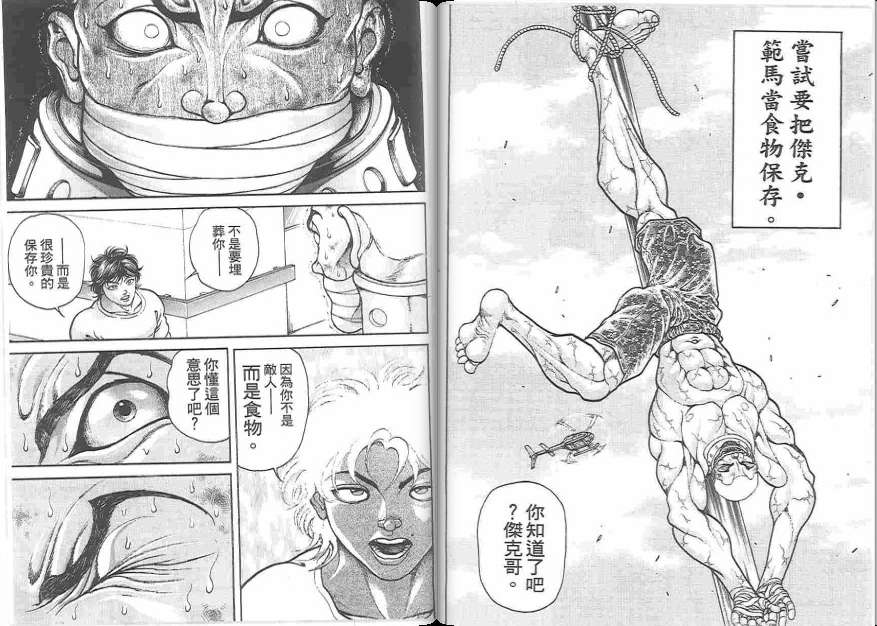 嘗試要把傑克·
範馬當食物保存。
你知道了吧
？傑克哥。
不是要埋
葬你——
——而是
很珍貴的
保存你。
因為你不是
敵人——
而是食物。
你懂這個
意思了吧？